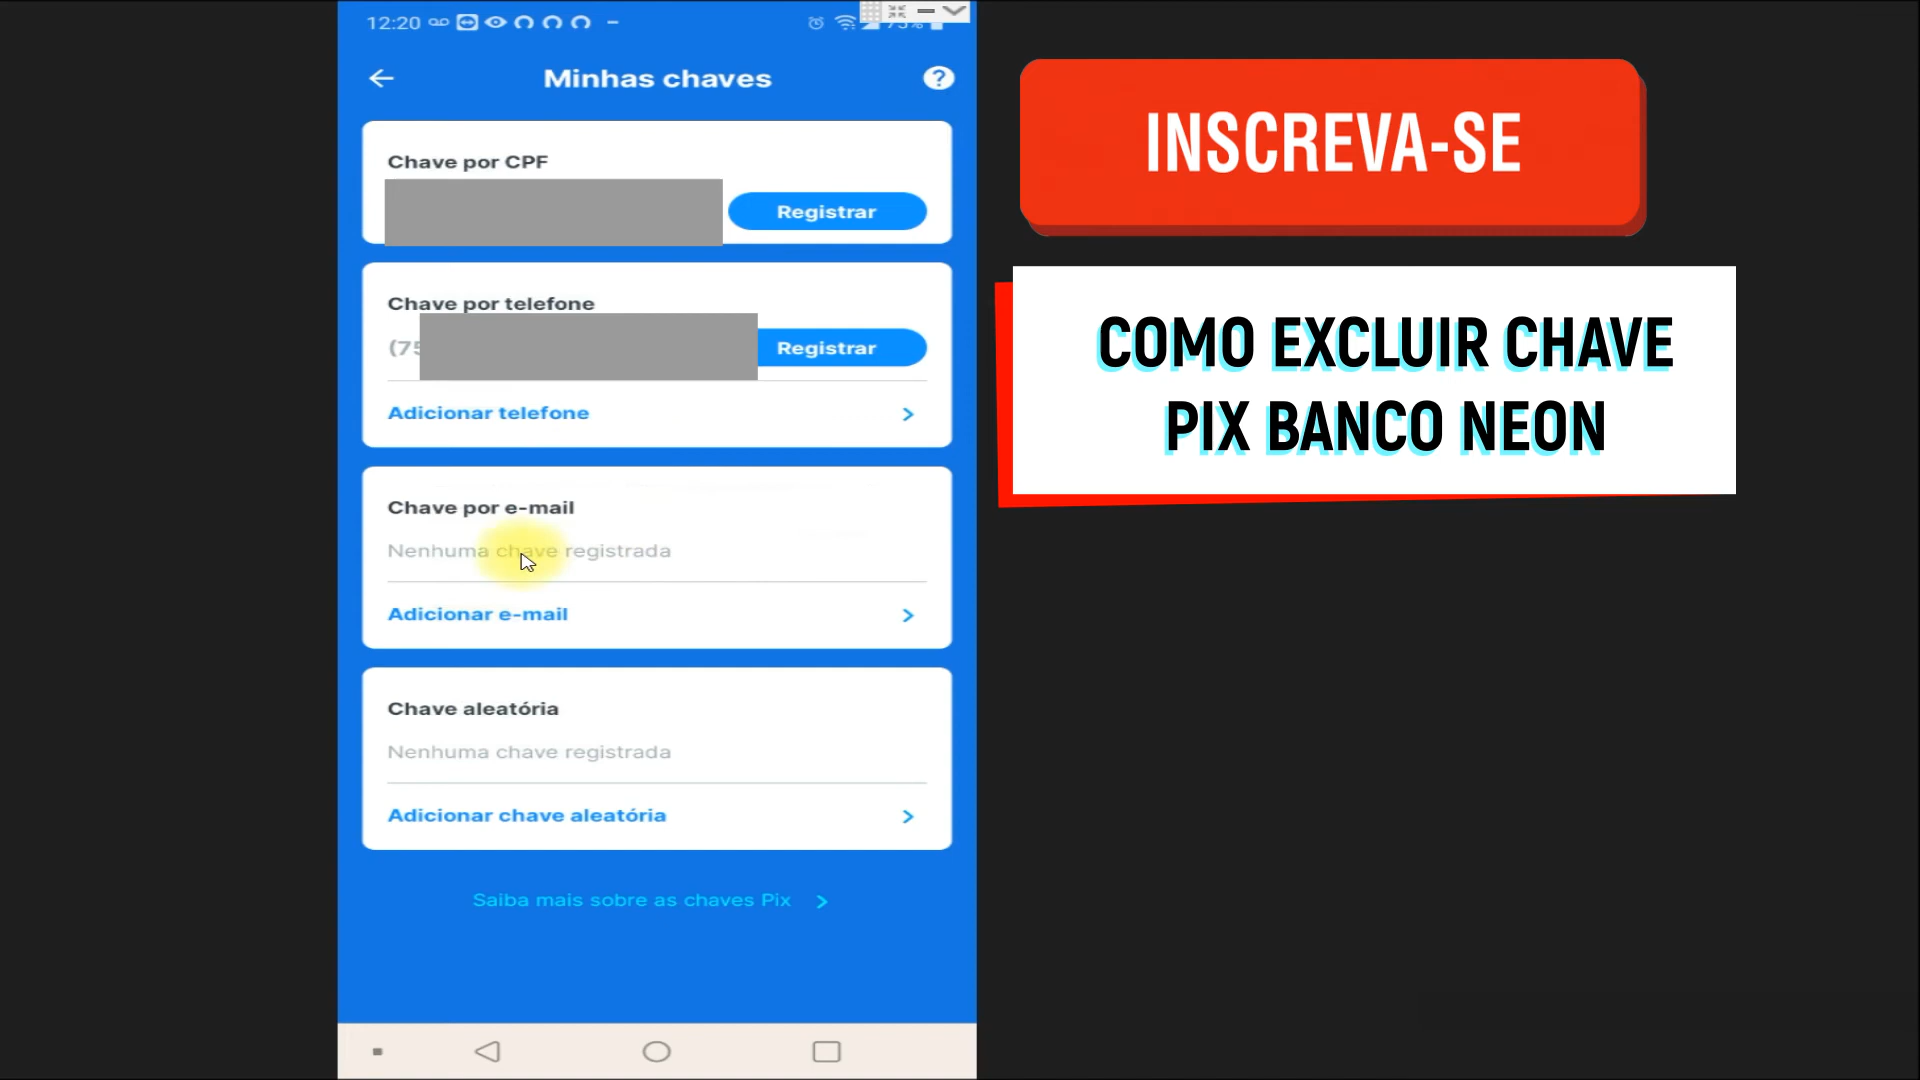 12:20
Minhas chaves
Chave por CPF
Registrar
Chave por telefone
(75
Registrar
Adicionar telefone
Chave por e-mail
Nenhuma chave registrada
Adicionar e-mail
Chave aleatória
Nenhuma chave registrada
Adicionar chave aleatória
Saiba mais sobre as chaves Pix
INSCREVA-SE
COMO EXCLUIR CHAVE
PIX BANCO NEON